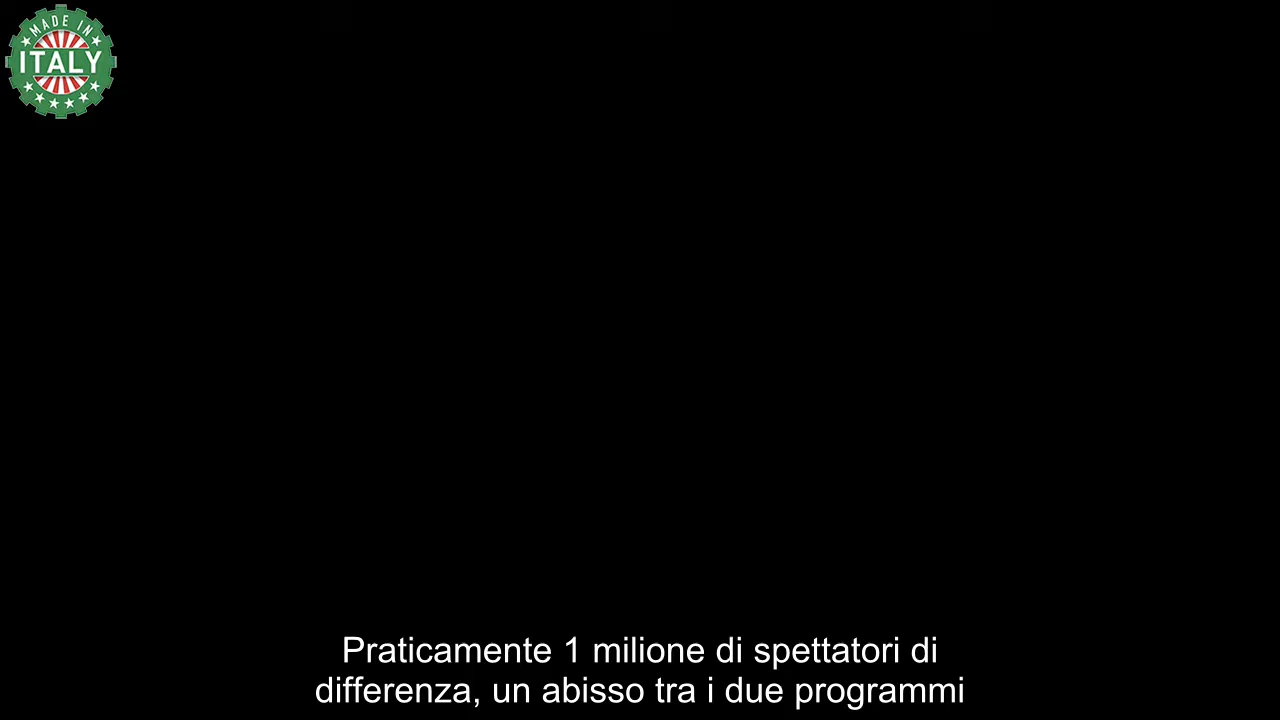 MADE IN
ITALY
Praticamente 1 milione di spettatori di
differenza, un abisso tra i due programmi